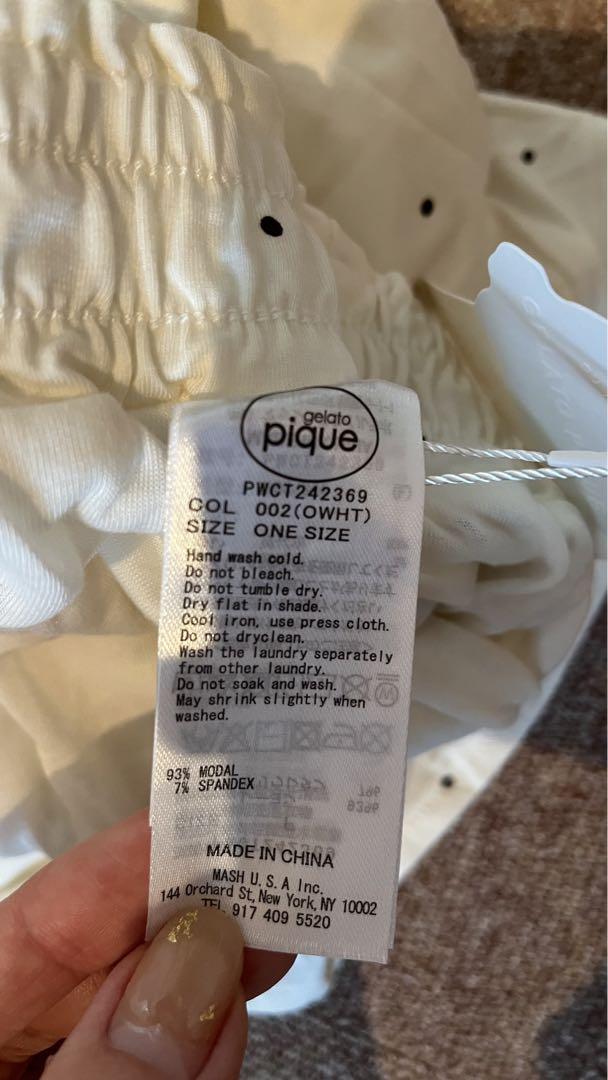 gelato
pique
PWCT242369
COL 002(OWHT)
SIZE ONE SIZE
Hand wash cold.
Do not bleach.
Do not tumble dry.
Dry flat in shade.
Cool iron, use press cloth.
Do not dryclean.
Wash the laundry separately
from other laundry.
Do not soak and wash.
May shrink slightly when
washed.
93% MODAL
7% SPANDEX
MADE IN CHINA
MASH U.S.A Inc.
144 Orchard St, New York, NY 10002
TEL 917 409 5520